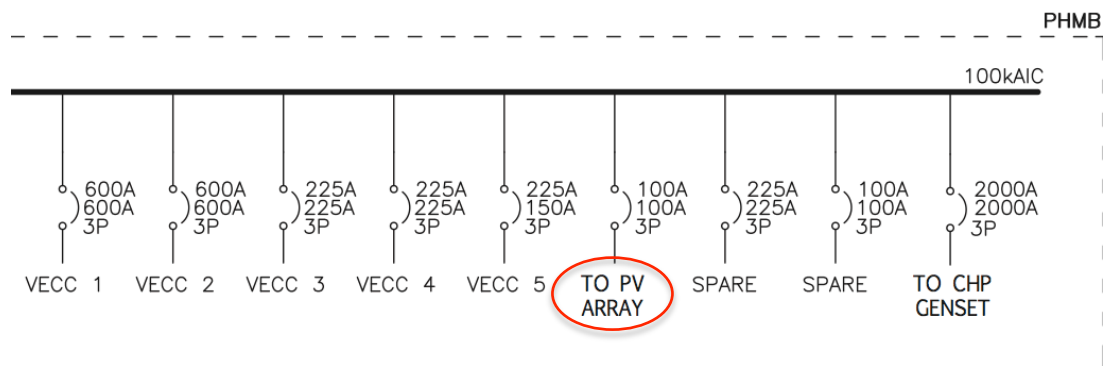 PHMB
100kAIC
600A 600A 225A 225A 225A 100A 225A 100A 2000A
600A 600A 225A 225A 150A 100A 225A 100A 2000A
3P 3P 3P 3P 3P 3P 3P 3P 3P
VECC 1 VECC 2 VECC 3 VECC 4 VECC 5 TO PV SPARE SPARE TO CHP
ARRAY GENSET